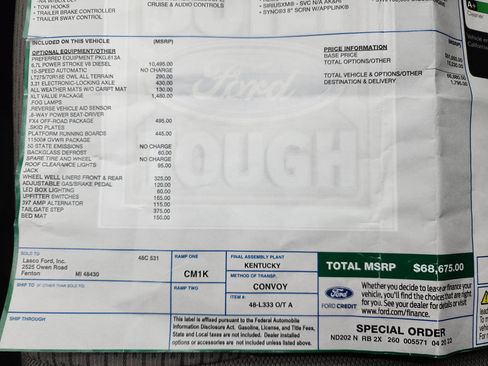 • TOW HOOKS
• TRAILER BRAKE CONTROLLER
• TRAILER SWAY CONTROL
CRUISE & AUDIO CONTROLS
• SIRIUSXM® - SVC N/A AK&HI
• SYNC®3 8" SCRN W/APPLINK®
INCLUDED ON THIS VEHICLE
(MSRP)
OPTIONAL EQUIPMENT/OTHER
PREFERRED EQUIPMENT PKG.613A
6.7L POWER STROKE V8 DIESEL 10,495.00
10-SPEED AUTOMATIC NO CHARGE
LT275/70R18E OWL ALL TERRAIN 290.00
3.31 ELECTRONIC-LOCKING AXLE 430.00
ALL WEATHER MATS W/O CARPT MAT 130.00
XLT VALUE PACKAGE 1,480.00
.FOG LAMPS
.REVERSE VEHICLE AID SENSOR
.8-WAY POWER SEAT-DRIVER
FX4 OFF-ROAD PACKAGE 495.00
.SKID PLATES
PLATFORM RUNNING BOARDS 445.00
11500# GVWR PACKAGE
50 STATE EMISSIONS NO CHARGE
BACKGLASS DEFROST 60.00
SPARE TIRE AND WHEEL NO CHARGE
ROOF CLEARANCE LIGHTS 95.00
JACK
WHEEL WELL LINERS FRONT & REAR 325.00
ADJUSTABLE GAS/BRAKE PEDAL 120.00
LED BOX LIGHTING 60.00
UPFITTER SWITCHES 165.00
397 AMP ALTERNATOR 115.00
TAILGATE STEP 375.00
BED MAT 150.00
PRICE INFORMATION
(MSRP)
BASE PRICE
TOTAL OPTIONS/OTHER
TOTAL VEHICLE & OPTIONS/OTHER
DESTINATION & DELIVERY 1,795.00
SOLD TO
48C 531
Lasco Ford, Inc.
2525 Owen Road
Fenton MI 48430
SHIP TO (IF OTHER THAN SOLD TO)
SHIP THROUGH
RAMP ONE
CM1K
RAMP TWO
FINAL ASSEMBLY PLANT
KENTUCKY
METHOD OF TRANSP.
CONVOY
ITEM #:
48-L333 O/T A
This label is affixed pursuant to the Federal Automobile
Information Disclosure Act. Gasoline, License, and Title Fees,
State and Local taxes are not included. Dealer installed
options or accessories are not included unless listed above.
TOTAL MSRP $68,675.00
Ford
FORD CREDIT
Whether you decide to lease or finance your
vehicle, you'll find the choices that are right
for you. See your dealer for details or visit
www.ford.com/finance.
SPECIAL ORDER
ND202 N RB 2X 260 005571 04 20 22